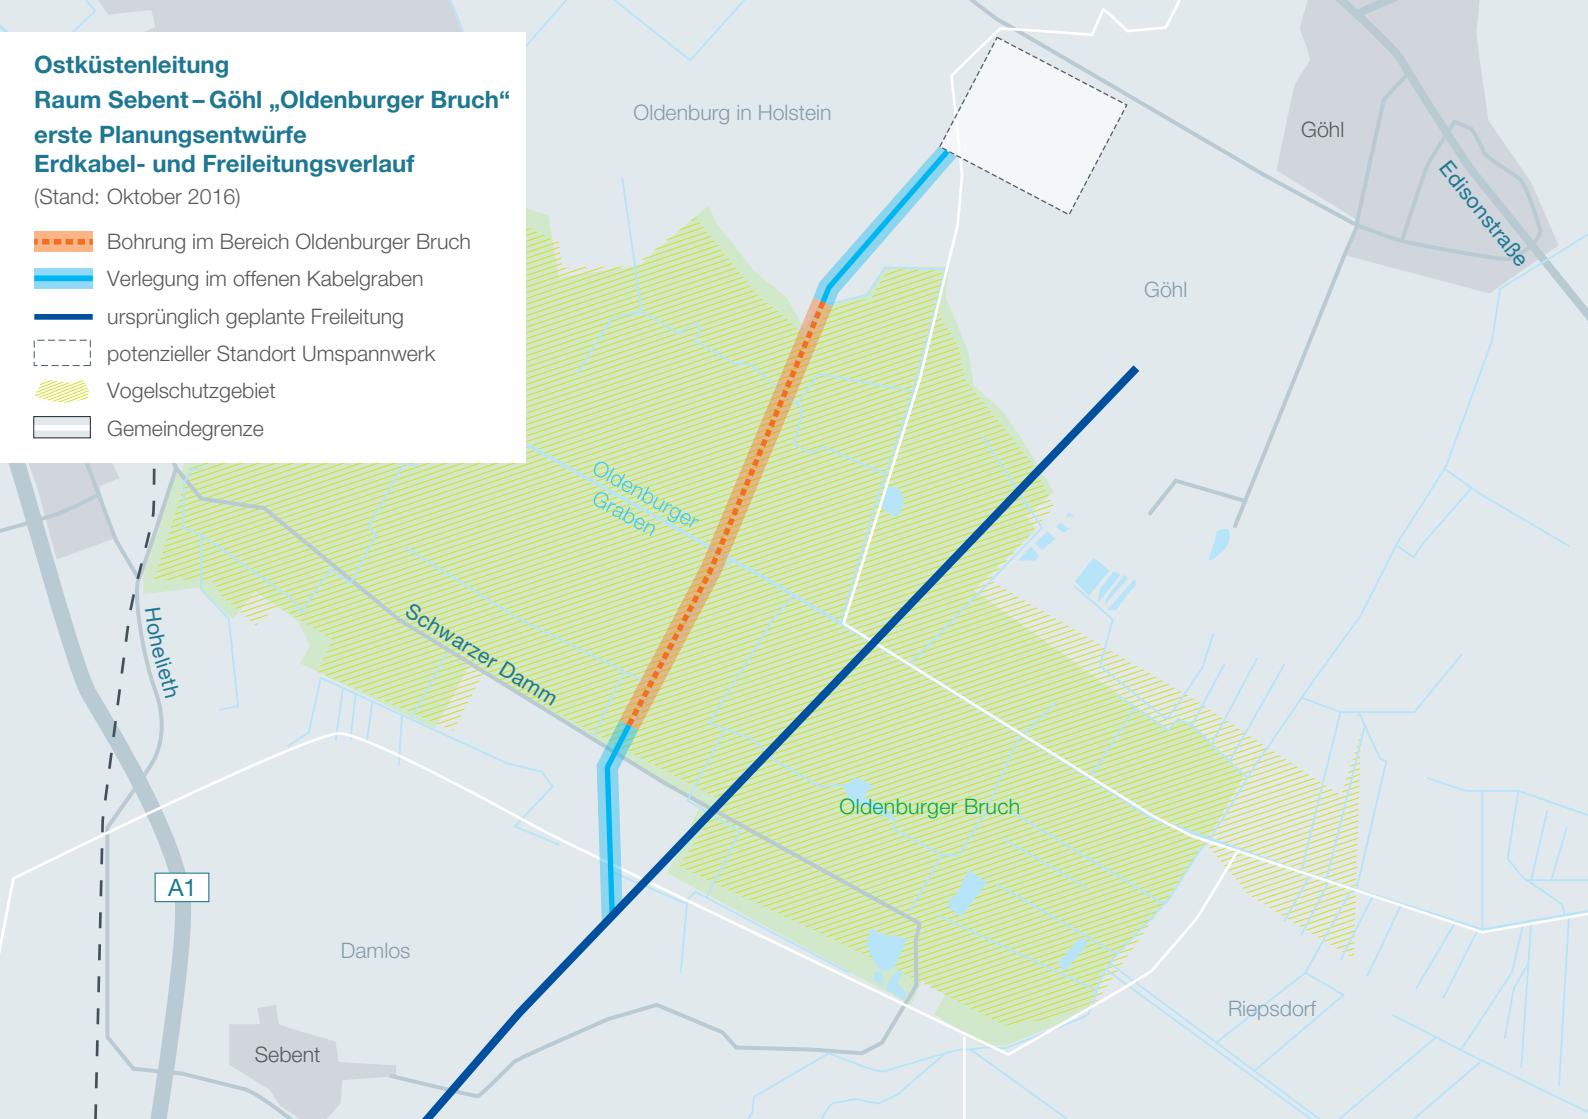 Ostküstenleitung
Raum Sebent – Göhl „Oldenburger Bruch“
erste Planungsentwürfe
Erdkabel- und Freileitungsverlauf
(Stand: Oktober 2016)
Bohrung im Bereich Oldenburger Bruch
Verlegung im offenen Kabelgraben
ursprünglich geplante Freileitung
potenzieller Standort Umspannwerk
Vogelschutzgebiet
Gemeindegrenze
Oldenburg in Holstein
Göhl
Edisonstraße
Göhl
Oldenburger
Graben
Schwarzer Damm
Hohelieth
Oldenburger Bruch
A1
Damlos
Riepsdorf
Sebent